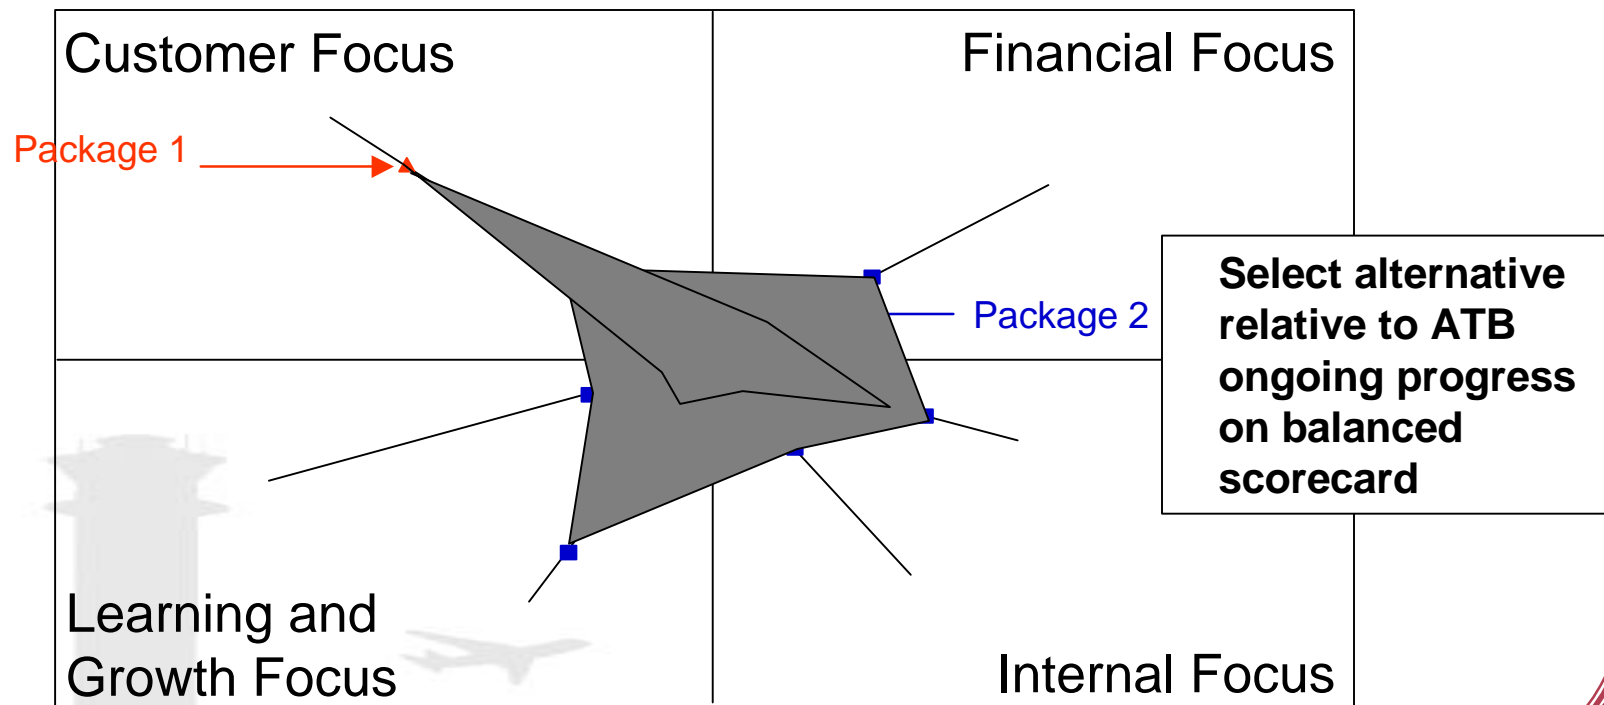 Customer Focus
Financial Focus
Package 1
Package 2
Select alternative
relative to ATB
ongoing progress
on balanced
scorecard
Learning and
Growth Focus
Internal Focus